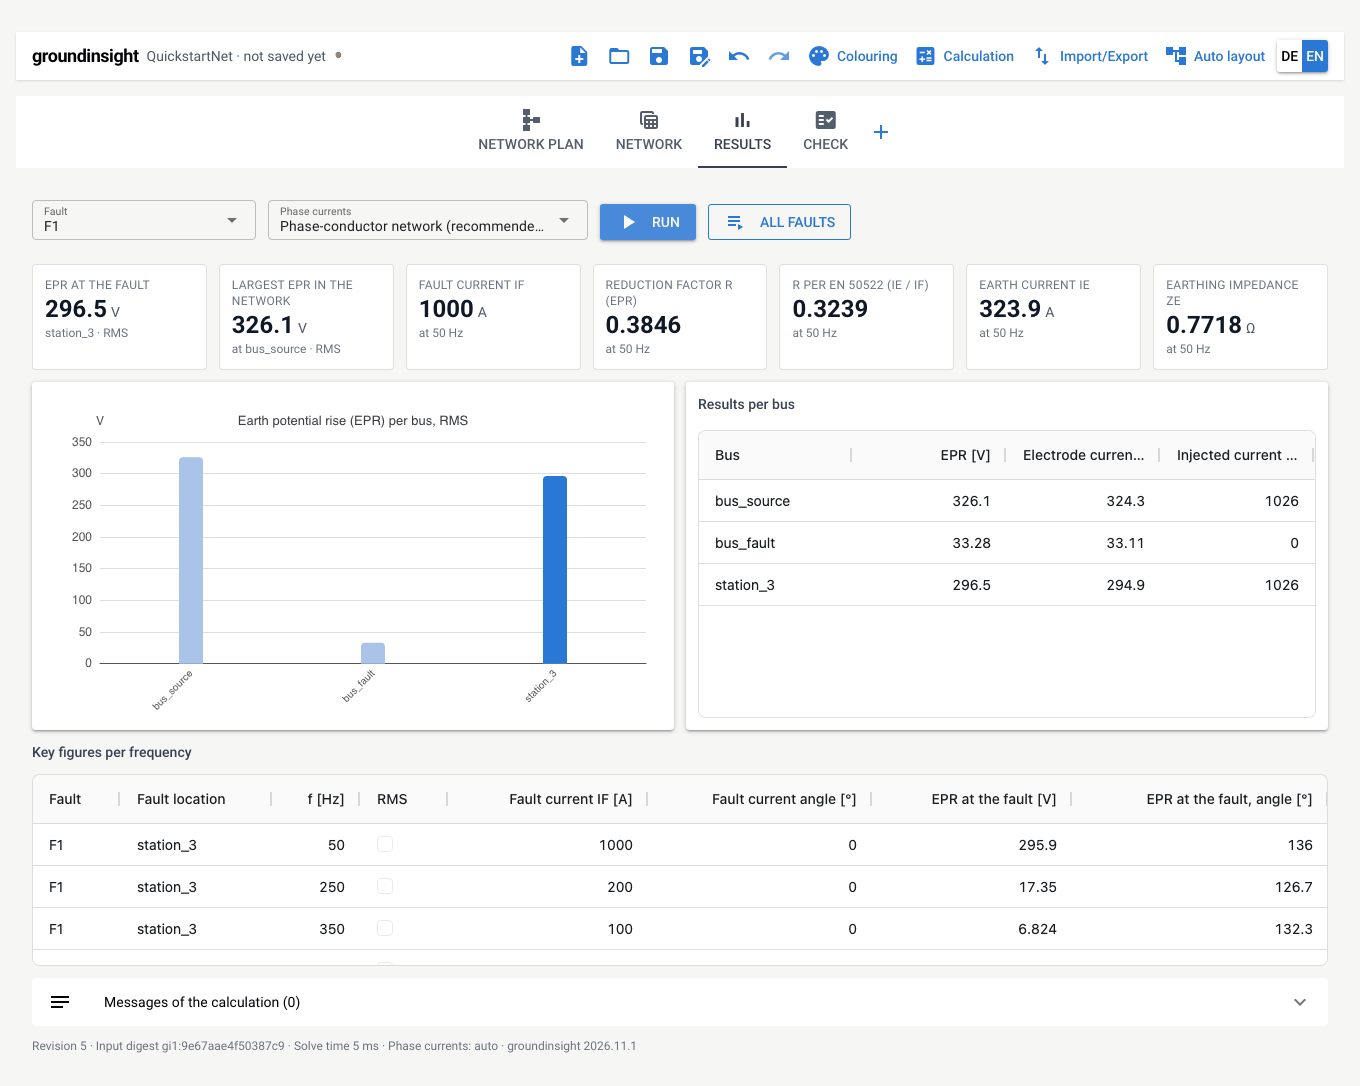 groundinsight QuickstartNet · not saved yet
Colouring Calculation Import/Export Auto layout DE EN
NETWORK PLAN NETWORK RESULTS CHECK
Fault
F1
Phase currents
Phase-conductor network (recommende...
RUN
ALL FAULTS
EPR AT THE FAULT
296.5 V
station_3 · RMS
LARGEST EPR IN THE
NETWORK
326.1 V
at bus_source · RMS
FAULT CURRENT IF
1000 A
at 50 Hz
REDUCTION FACTOR R
(EPR)
0.3846
at 50 Hz
R PER EN 50522 (IE / IF)
0.3239
at 50 Hz
EARTH CURRENT IE
323.9 A
at 50 Hz
EARTHING IMPEDANCE
ZE
0.7718 Ω
at 50 Hz
V
Earth potential rise (EPR) per bus, RMS
350
300
250
200
150
100
50
0
bus_source
bus_fault
station_3
Results per bus
Bus EPR [V] Electrode curren... Injected current ...
bus_source 326.1 324.3 1026
bus_fault 33.28 33.11 0
station_3 296.5 294.9 1026
Key figures per frequency
Fault Fault location f [Hz] RMS Fault current IF [A] Fault current angle [°] EPR at the fault [V] EPR at the fault, angle [°]
F1 station_3 50 1000 0 295.9 136
F1 station_3 250 200 0 17.35 126.7
F1 station_3 350 100 0 6.824 132.3
Messages of the calculation (0)
Revision 5 · Input digest gi1:9e67aae4f50387c9 · Solve time 5 ms · Phase currents: auto · groundinsight 2026.11.1